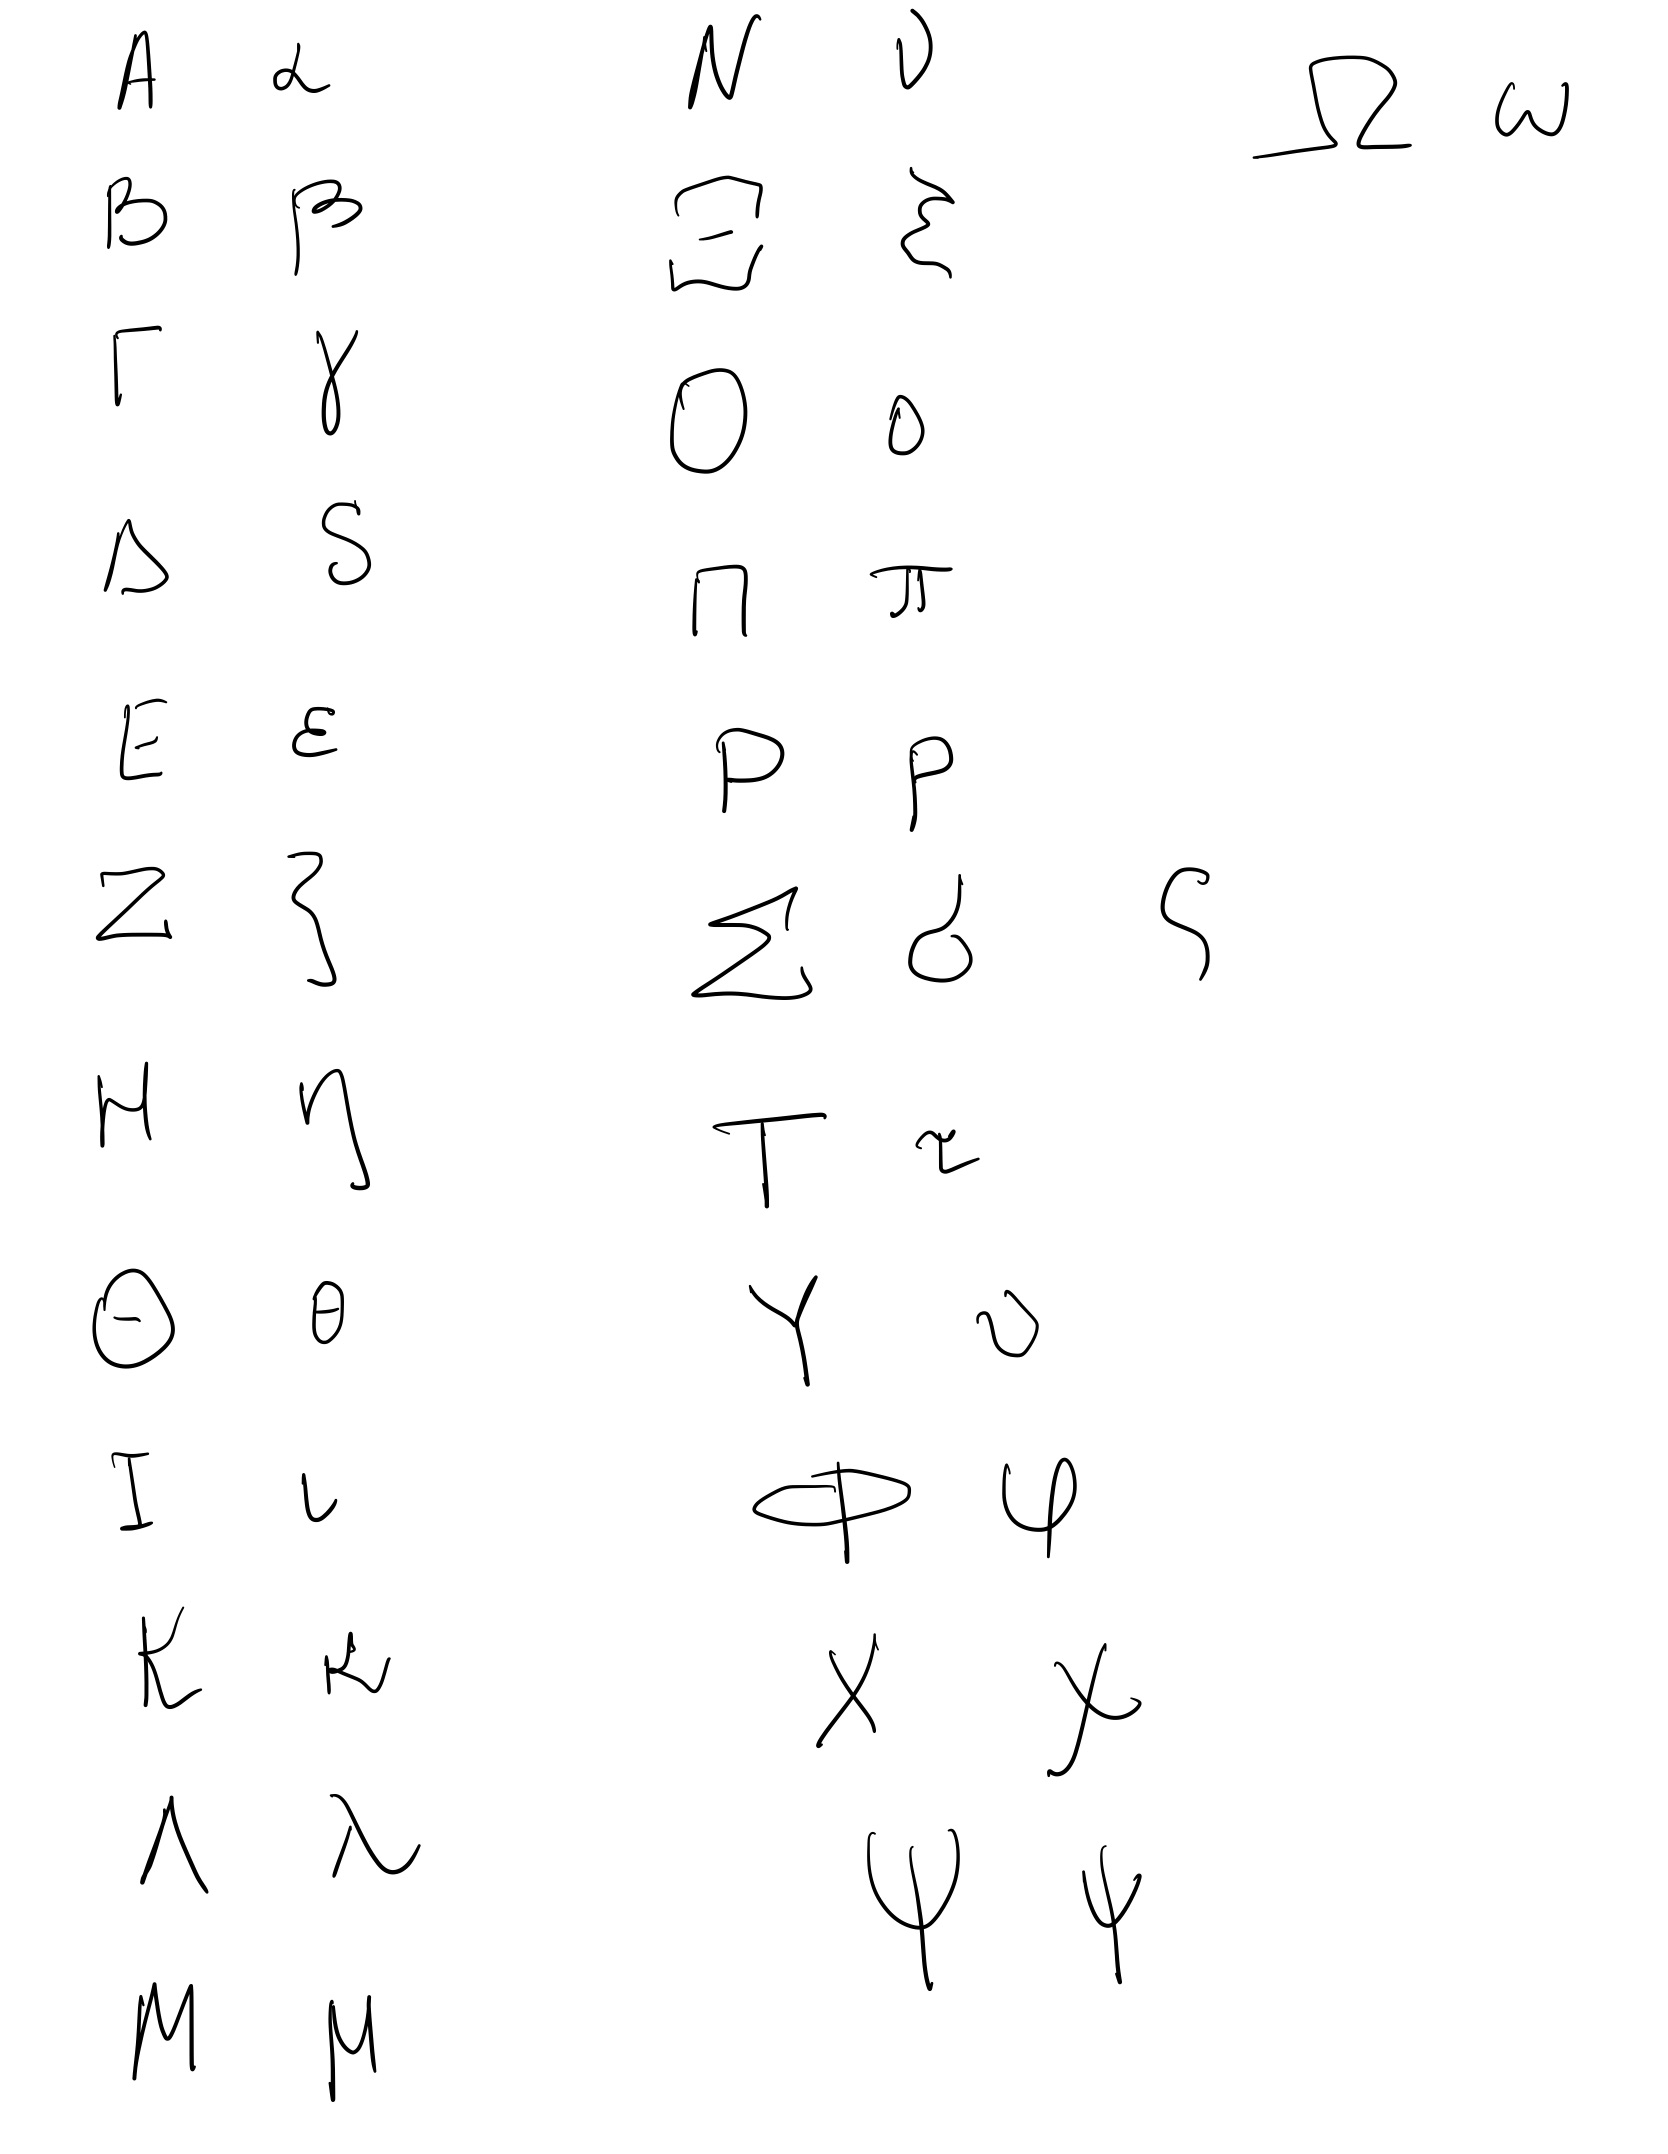 Α α
Β β
Γ γ
Δ δ
Ε ε
Ζ ζ
Η η
Θ θ
Ι ι
Κ κ
Λ λ
Μ μ
Ν ν
Ξ ξ
Ο ο
Π π
Ρ ρ
Σ σ ς
Τ τ
Υ υ
Φ φ
Χ χ
Ψ ψ
Ω ω